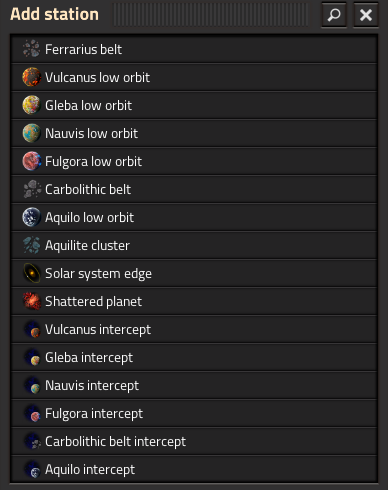 Add station
Ferrarius belt
Vulcanus low orbit
Gleba low orbit
Nauvis low orbit
Fulgora low orbit
Carbolithic belt
Aquilo low orbit
Aquilite cluster
Solar system edge
Shattered planet
Vulcanus intercept
Gleba intercept
Nauvis intercept
Fulgora intercept
Carbolithic belt intercept
Aquilo intercept